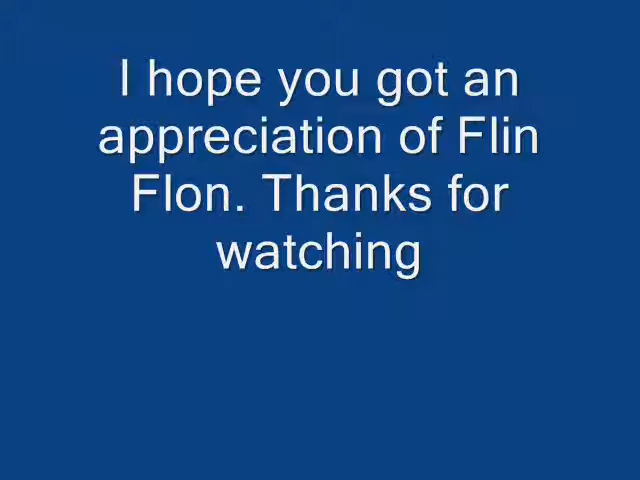 I hope you got an
appreciation of Flin
Flon. Thanks for
watching